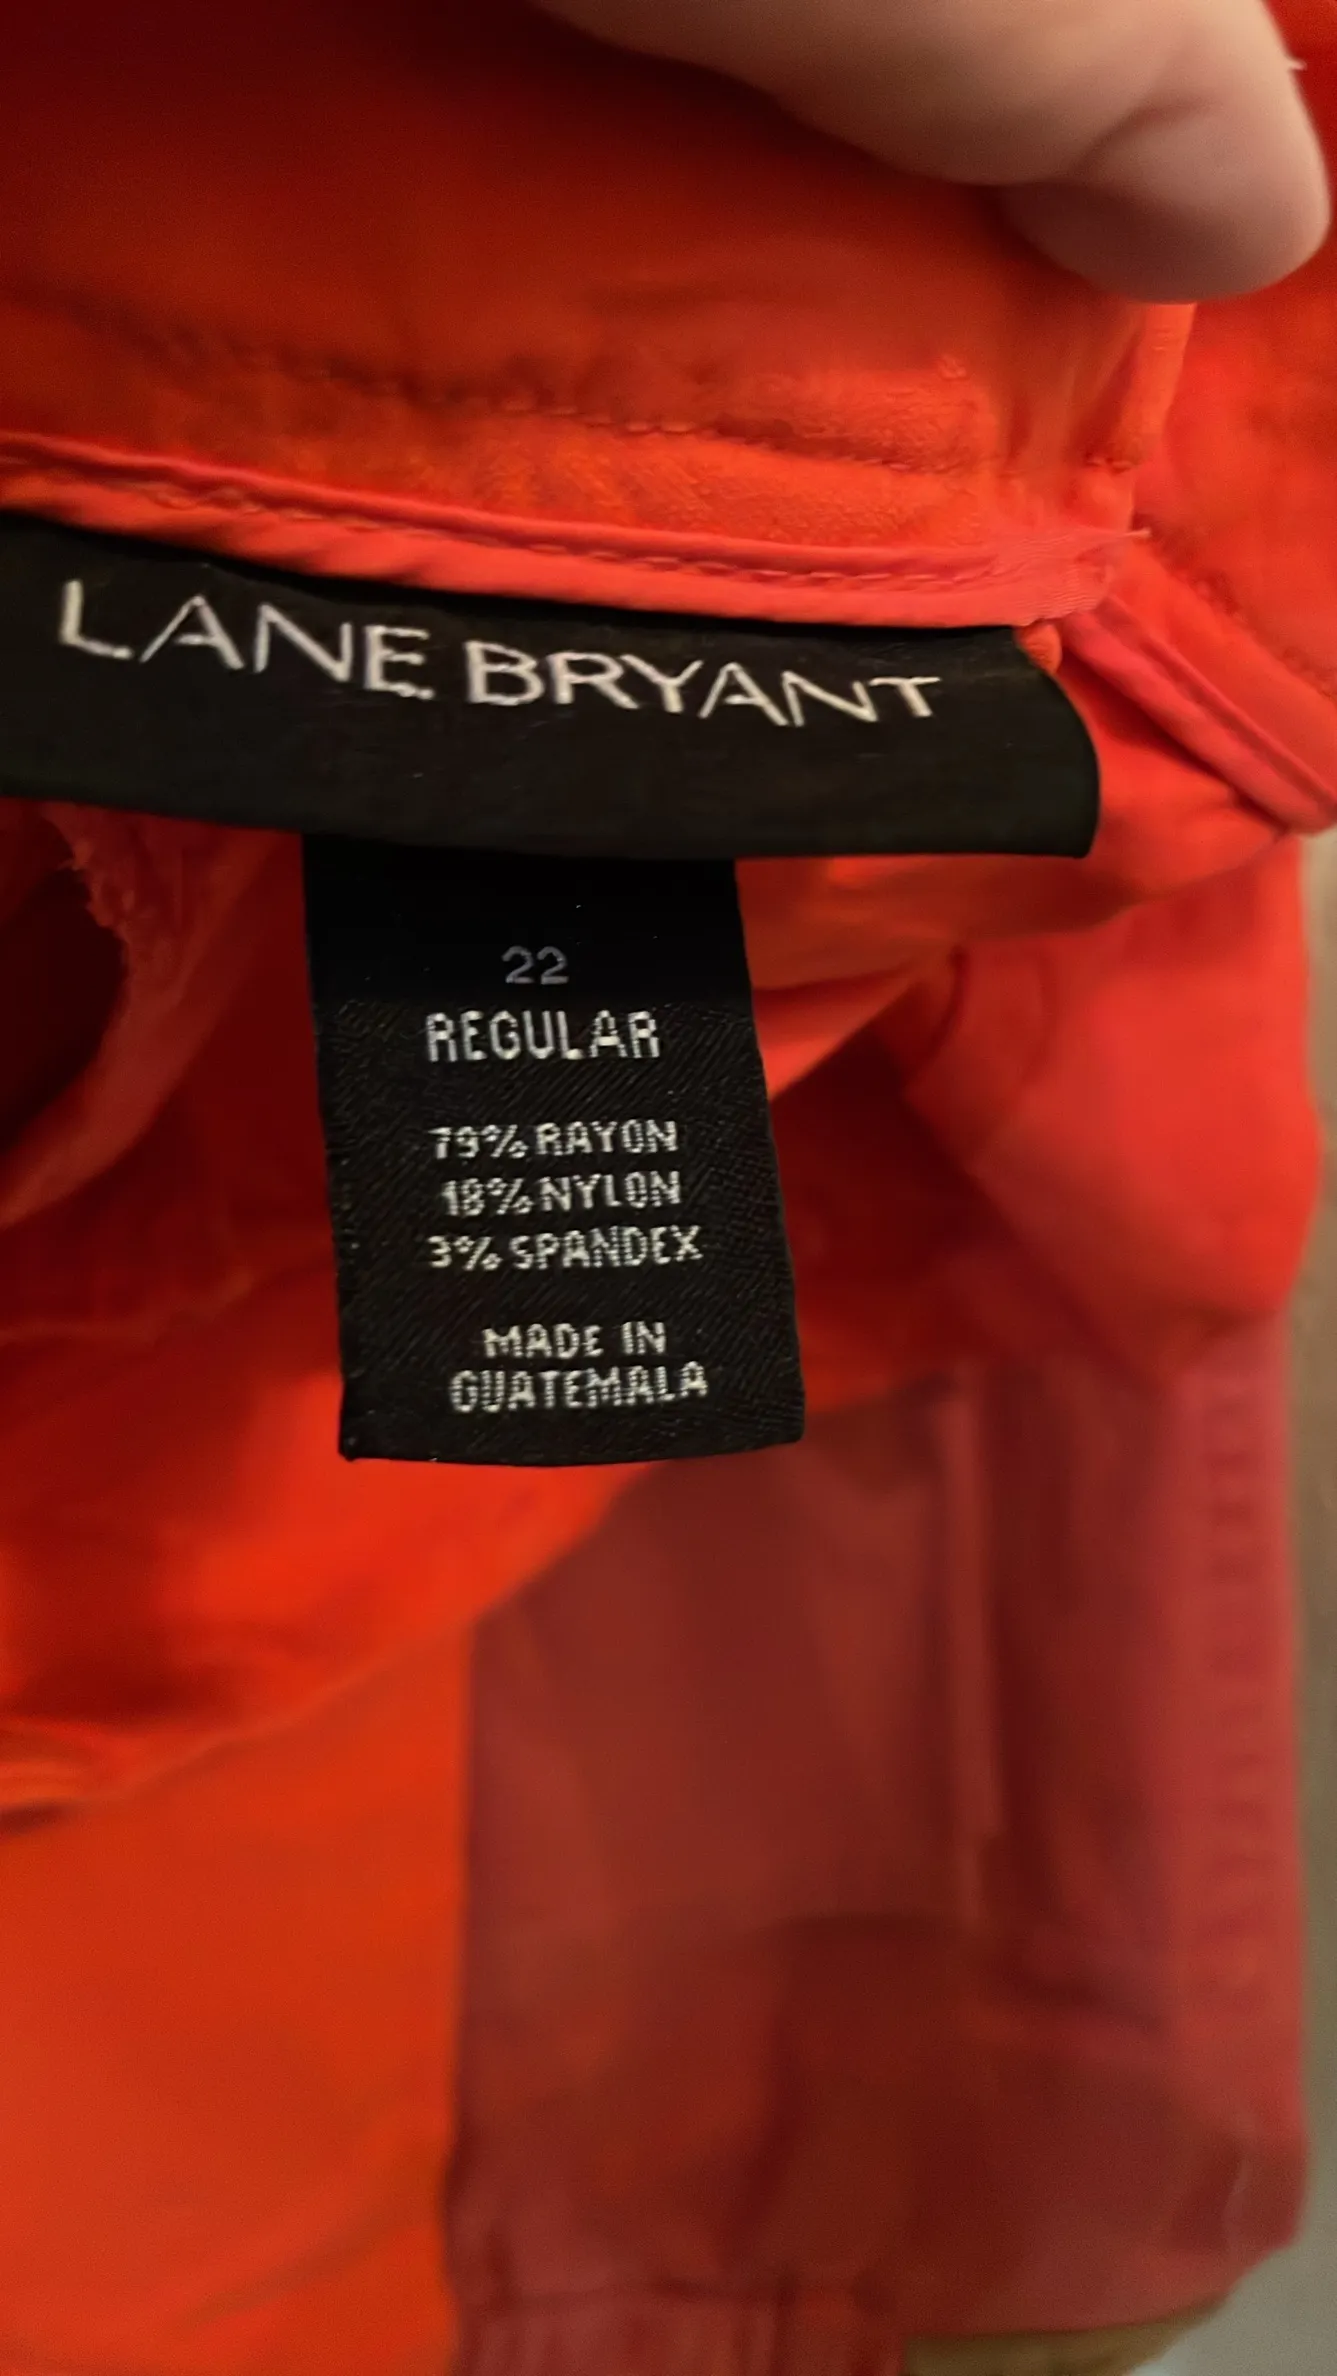 LANE BRYANT
22
REGULAR
79% RAYON
18% NYLON
3% SPANDEX
MADE IN
GUATEMALA